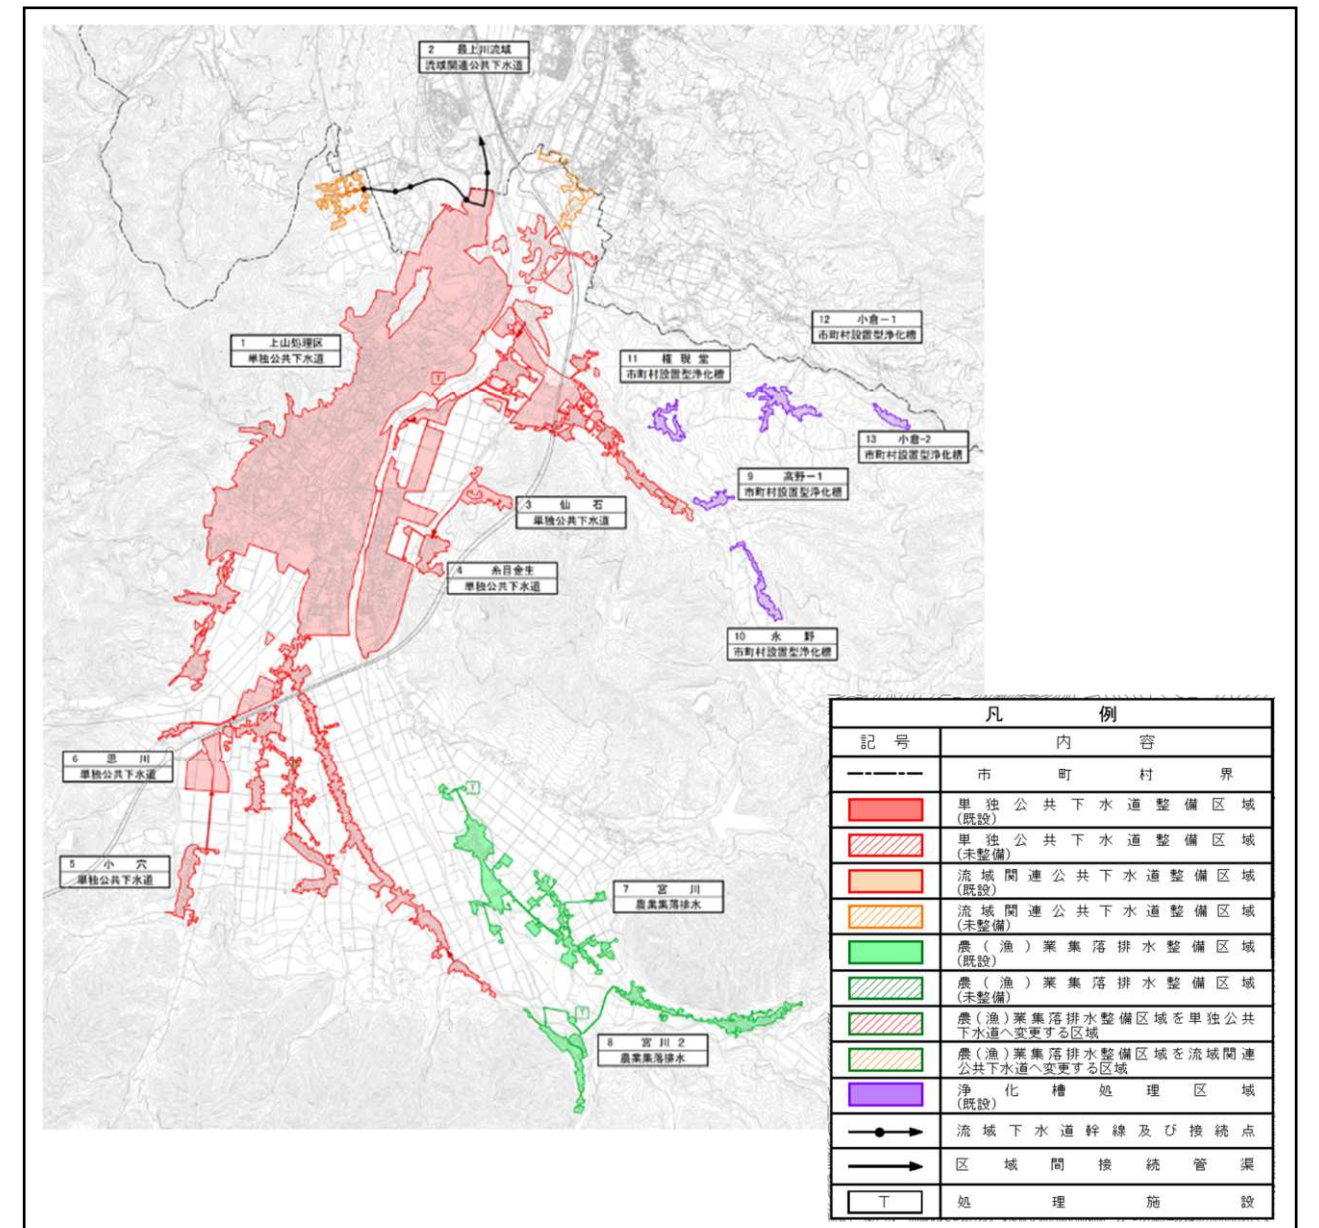 2 最上川流域
流域関連公共下水道
1 上山処理区
単独公共下水道
12 小倉－1
市町村設置型浄化槽
11 権現堂
市町村設置型浄化槽
13 小倉-2
市町村設置型浄化槽
9 高野－1
市町村設置型浄化槽
3 仙石
単独公共下水道
4 糸目金生
単独公共下水道
10 永野
市町村設置型浄化槽
6 思川
単独公共下水道
5 小穴
単独公共下水道
7 宮川
農業集落排水
8 宮川2
農業集落排水
T
T
T
凡例
記号 内容
市町村界
単独公共下水道整備区域
(既設)
単独公共下水道整備区域
(未整備)
流域関連公共下水道整備区域
(既設)
流域関連公共下水道整備区域
(未整備)
農(漁)業集落排水整備区域
(既設)
農(漁)業集落排水整備区域
(未整備)
農(漁)業集落排水整備区域を単独公共
下水道へ変更する区域
農(漁)業集落排水整備区域を流域関連
公共下水道へ変更する区域
浄化槽処理区域
(既設)
流域下水道幹線及び接続点
区域間接続管渠
T 処理施設